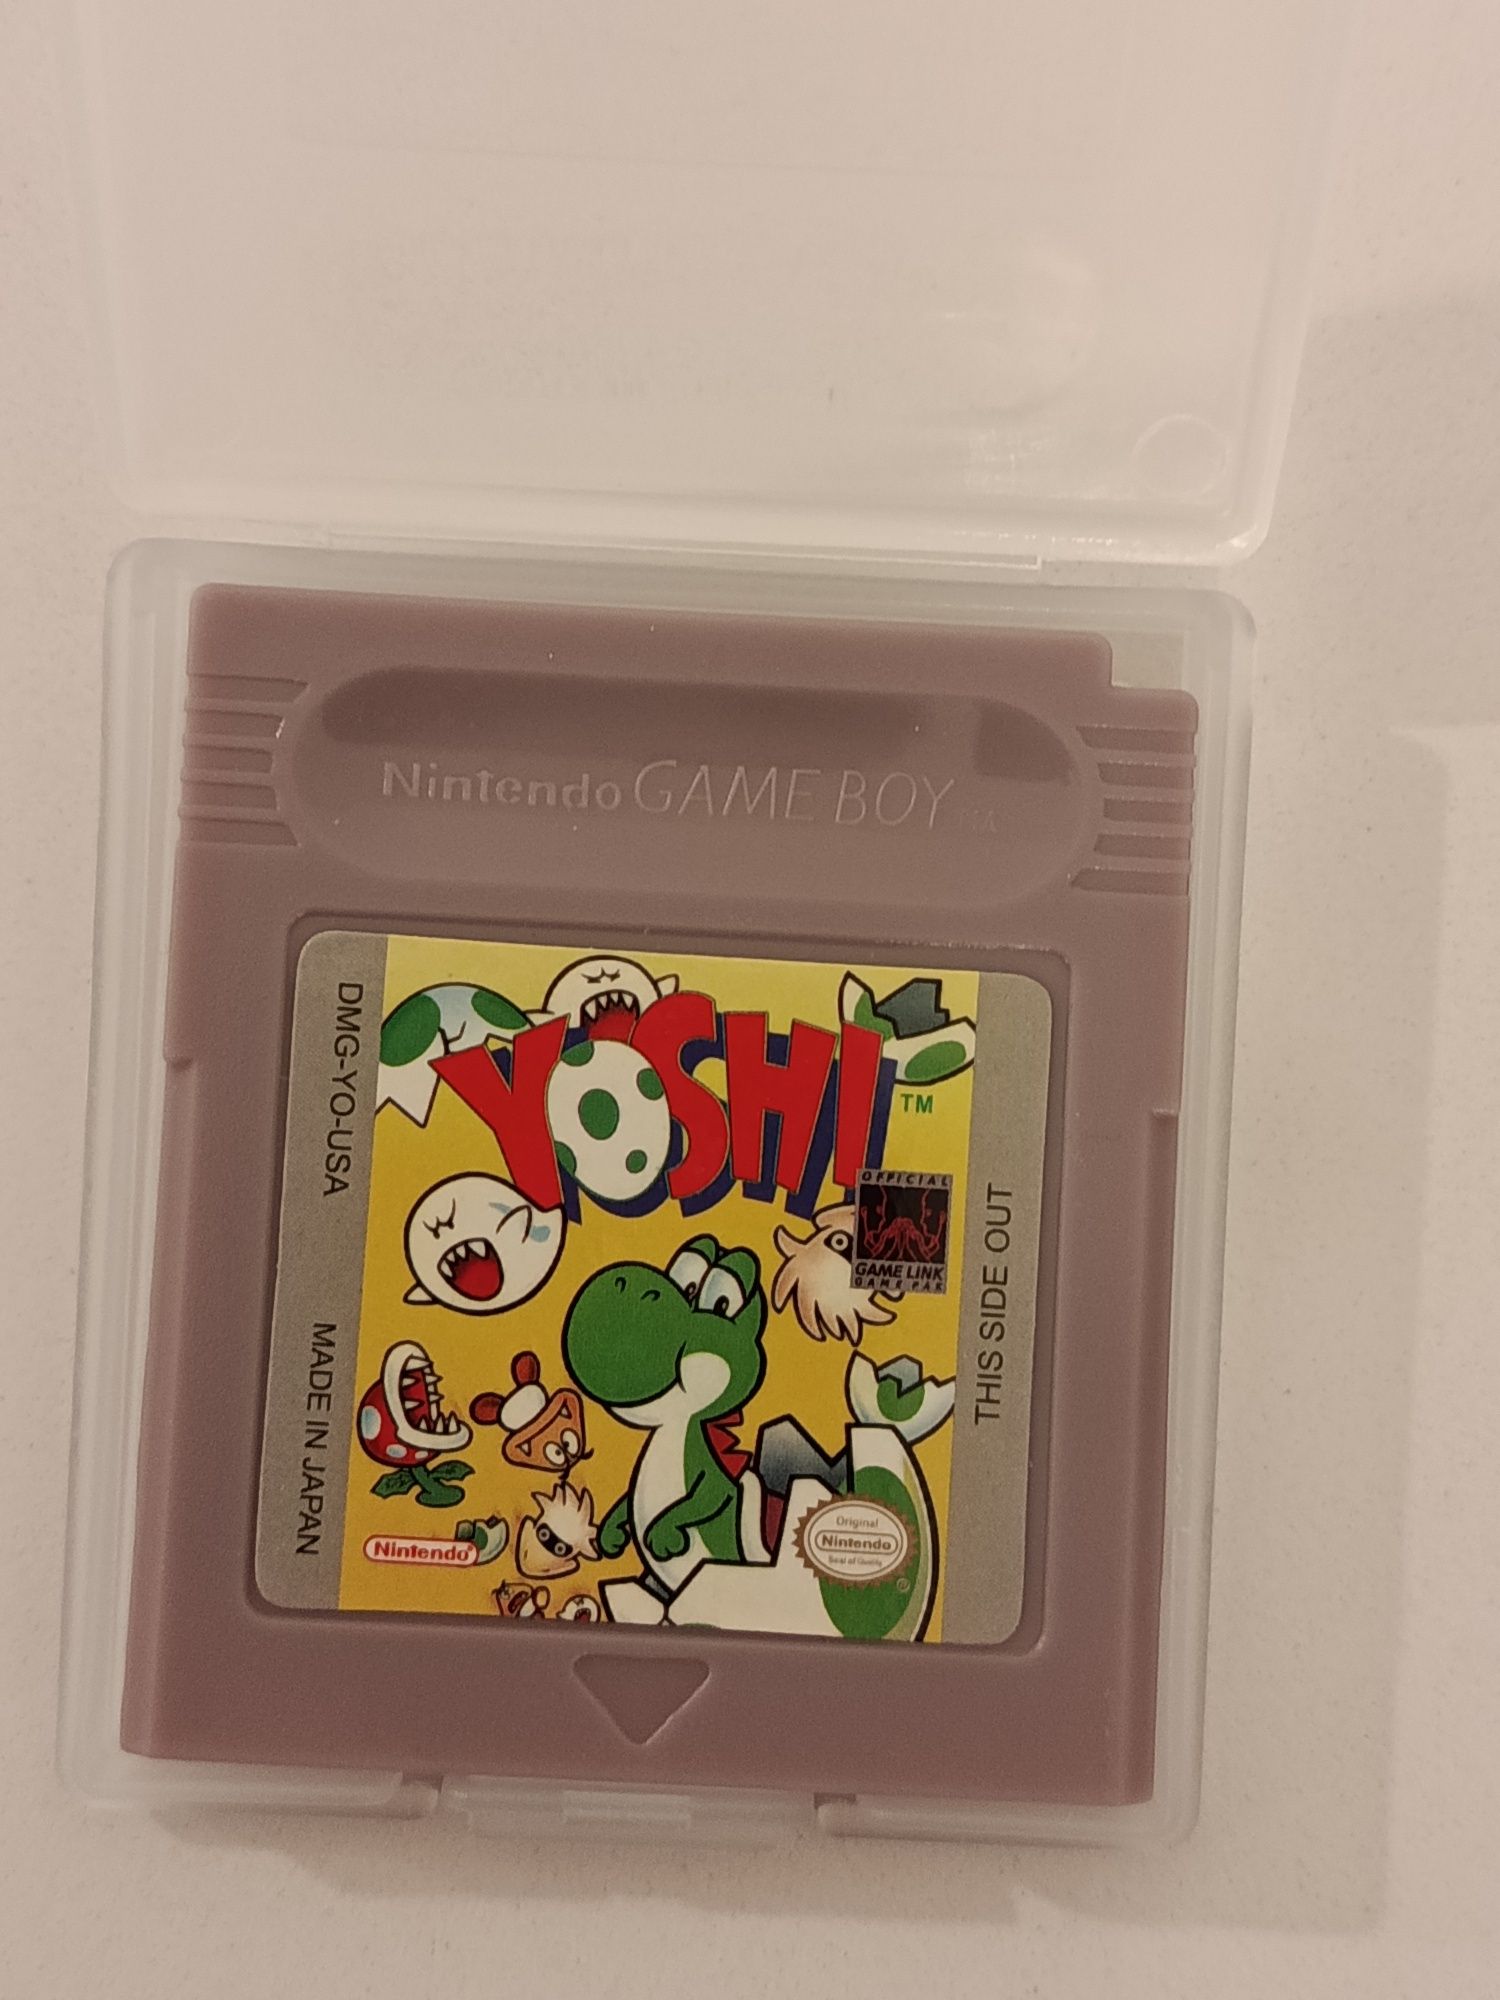 Nintendo GAME BOY
YOSHI
TM
DMG-YO-USA
MADE IN JAPAN
OFFICIAL
GAME LINK
GAME PAK
THIS SIDE OUT
Nintendo®
Original
Nintendo
Seal of Quality
®